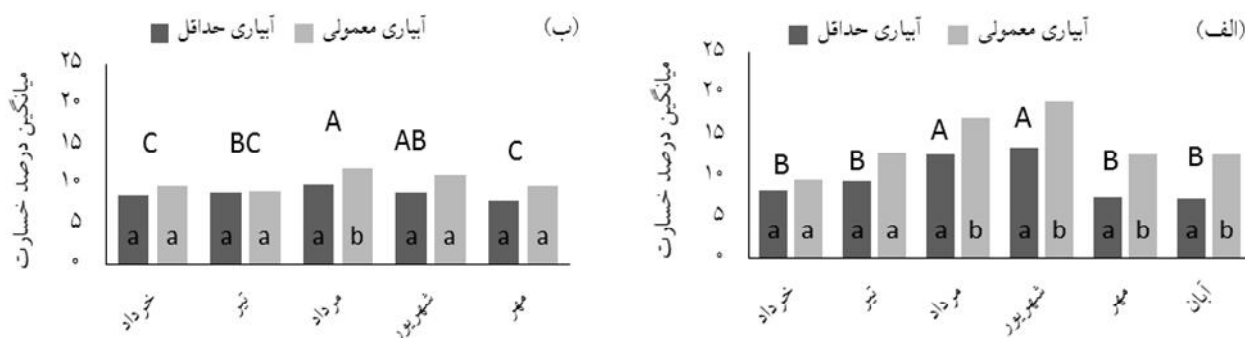 (الف)
آبیاری حداقل آبیاری معمولی
میانگین درصد خسارت
۲۵
۲۰
۱۵
۱۰
۵
۰
B B A A B B
a a a a a b a b a b a b
خرداد تیر مرداد شهریور مهر آبان
(ب)
آبیاری حداقل آبیاری معمولی
میانگین درصد خسارت
۲۵
۲۰
۱۵
۱۰
۵
۰
C BC A AB C
a a a a a b a a a a
خرداد تیر مرداد شهریور مهر